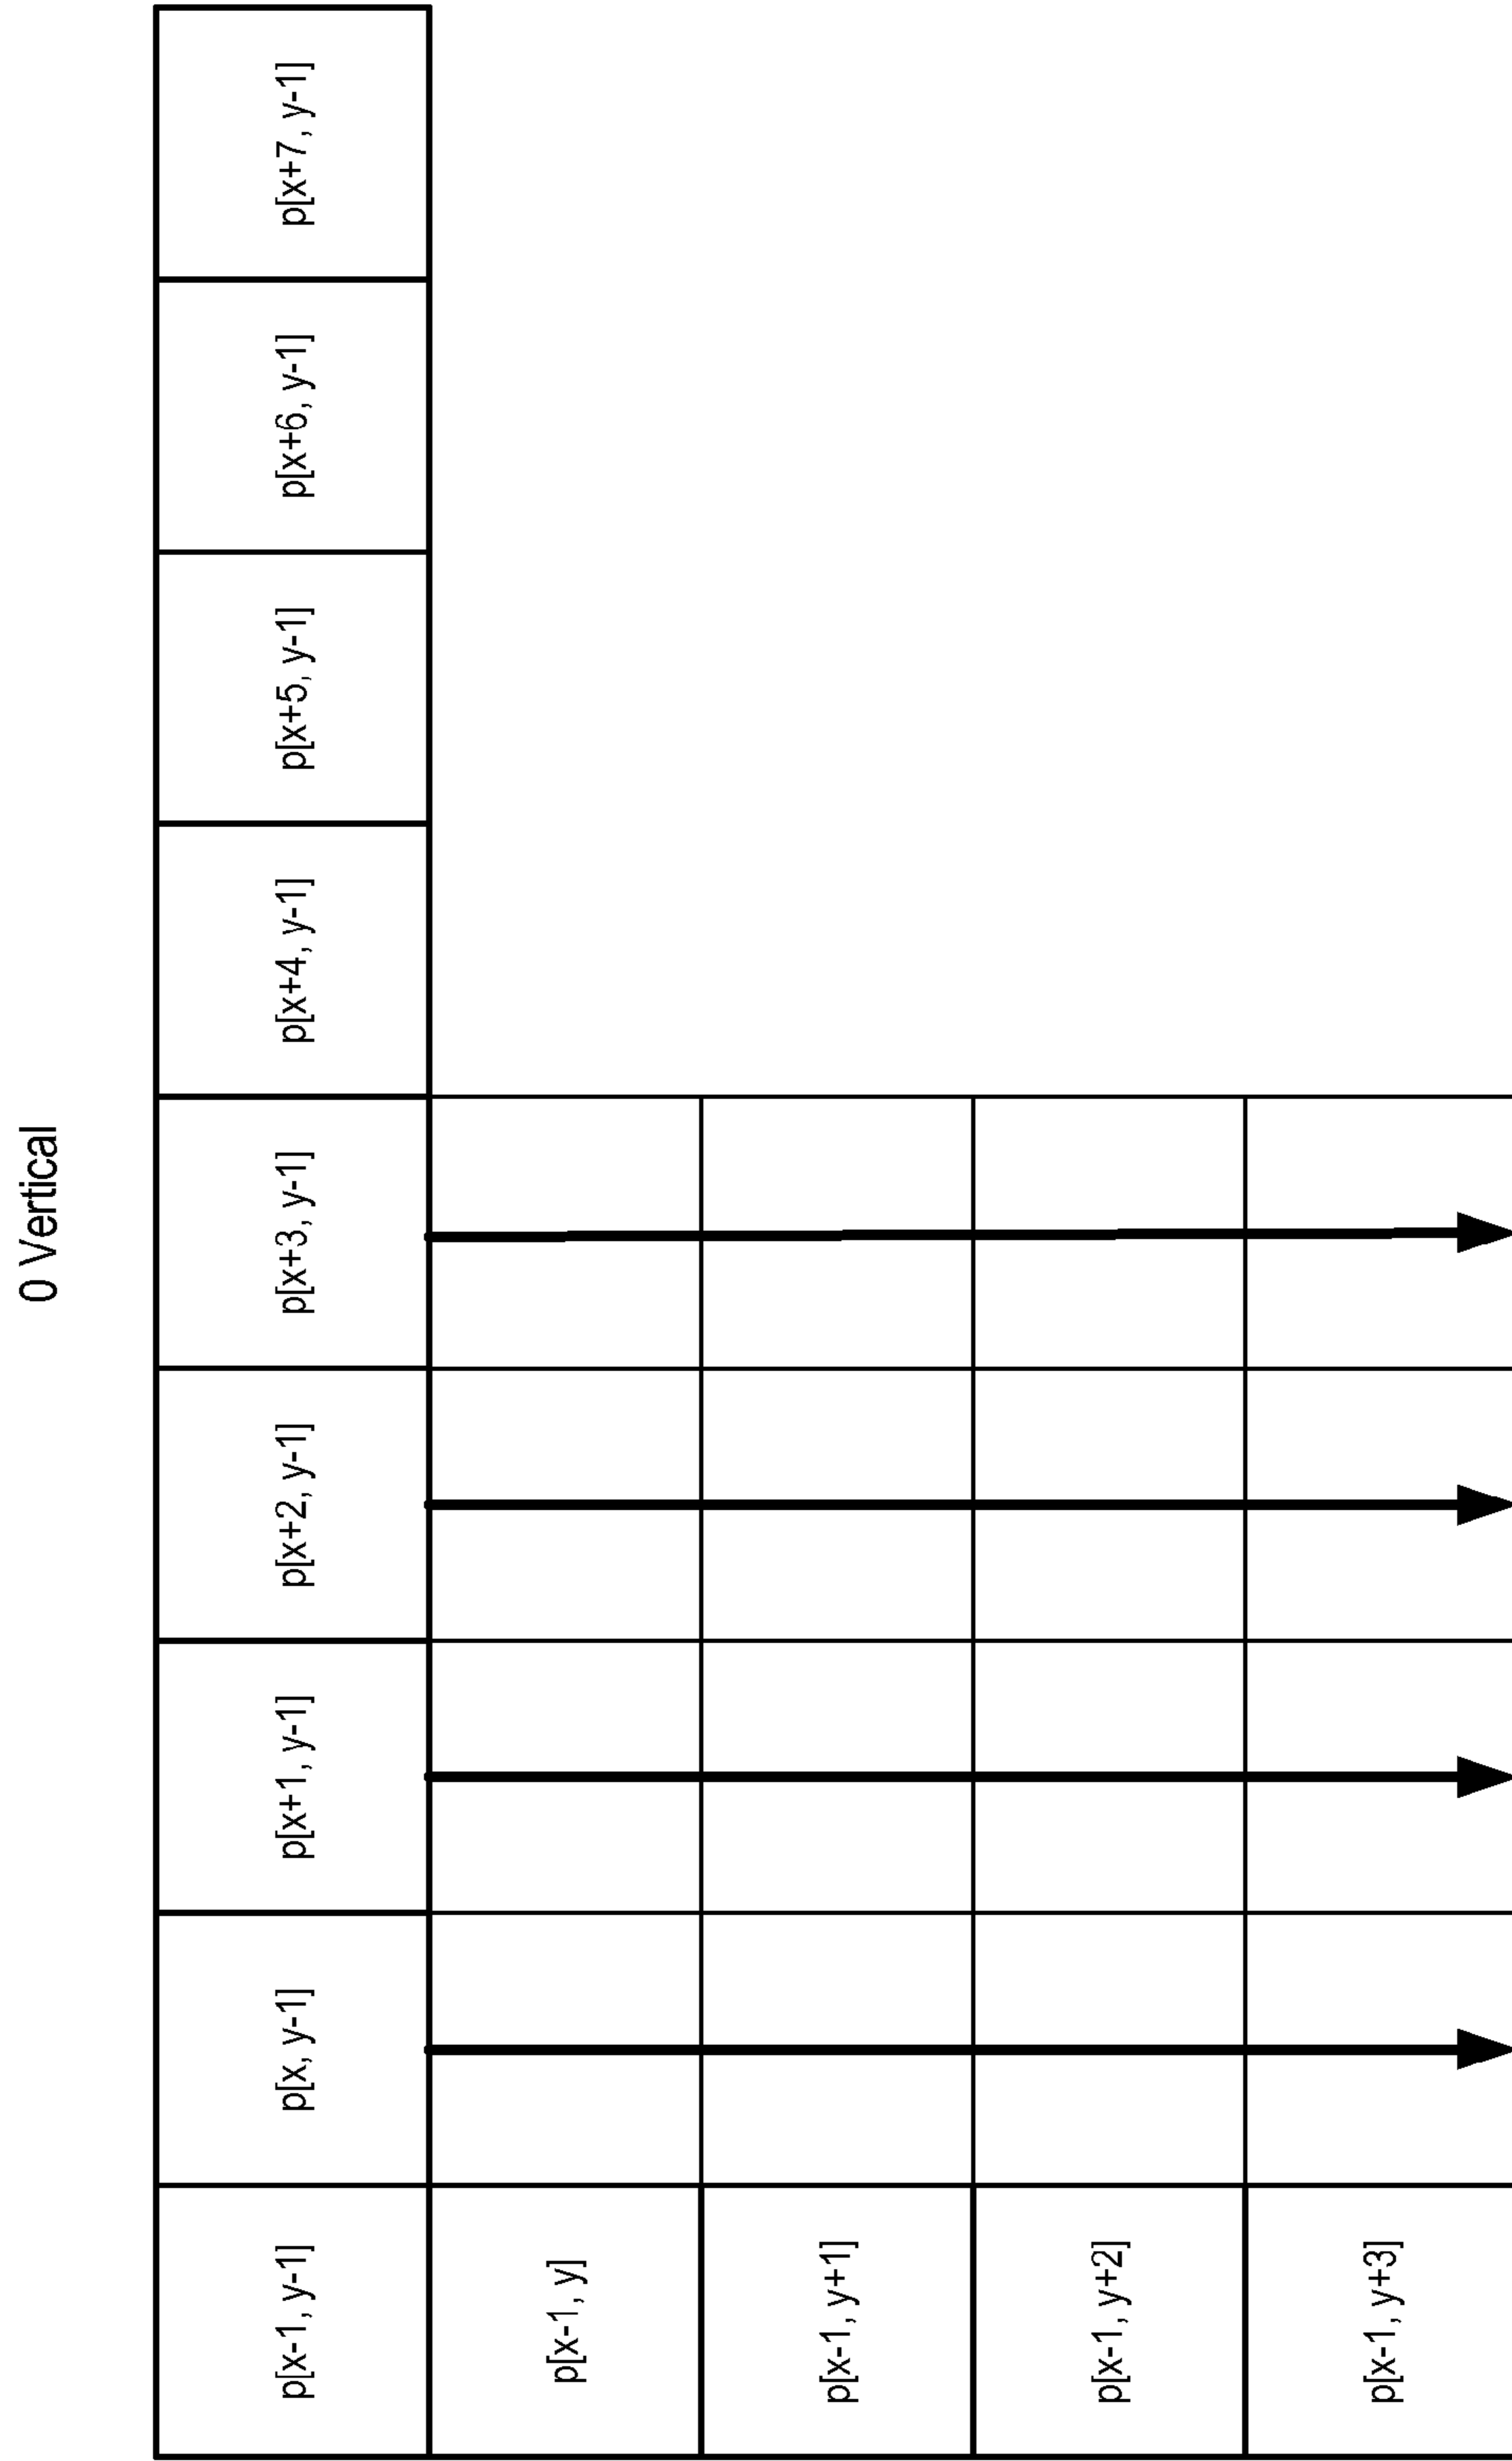 0 Vertical
p[x-1, y-1] p[x, y-1] p[x+1, y-1] p[x+2, y-1] p[x+3, y-1] p[x+4, y-1] p[x+5, y-1] p[x+6, y-1] p[x+7, y-1]
p[x-1, y]
p[x-1, y+1]
p[x-1, y+2]
p[x-1, y+3]